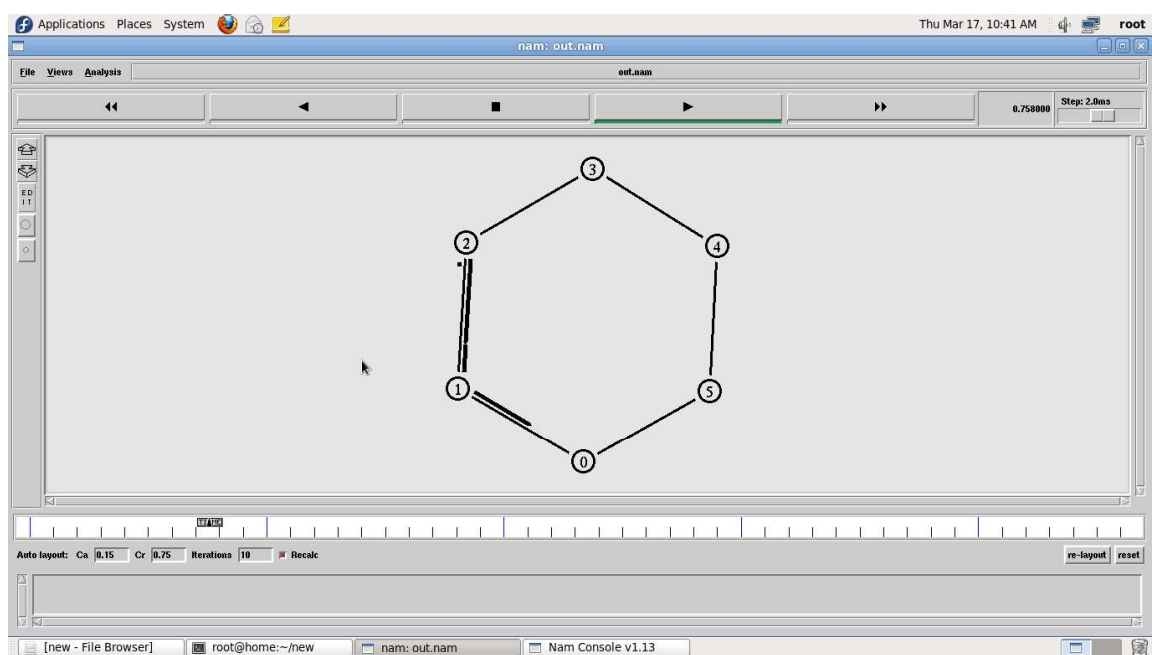 Applications Places System Thu Mar 17, 10:41 AM root
nam: out.nam
File Views Analysis out.nam
0.758000 Step: 2.0ms
ED
IT
3
2
4
1
5
0
Auto layout: Ca 0.15 Cr 0.75 Iterations 10 Recalc re-layout reset
[new - File Browser] root@home:~/new nam: out.nam Nam Console v1.13